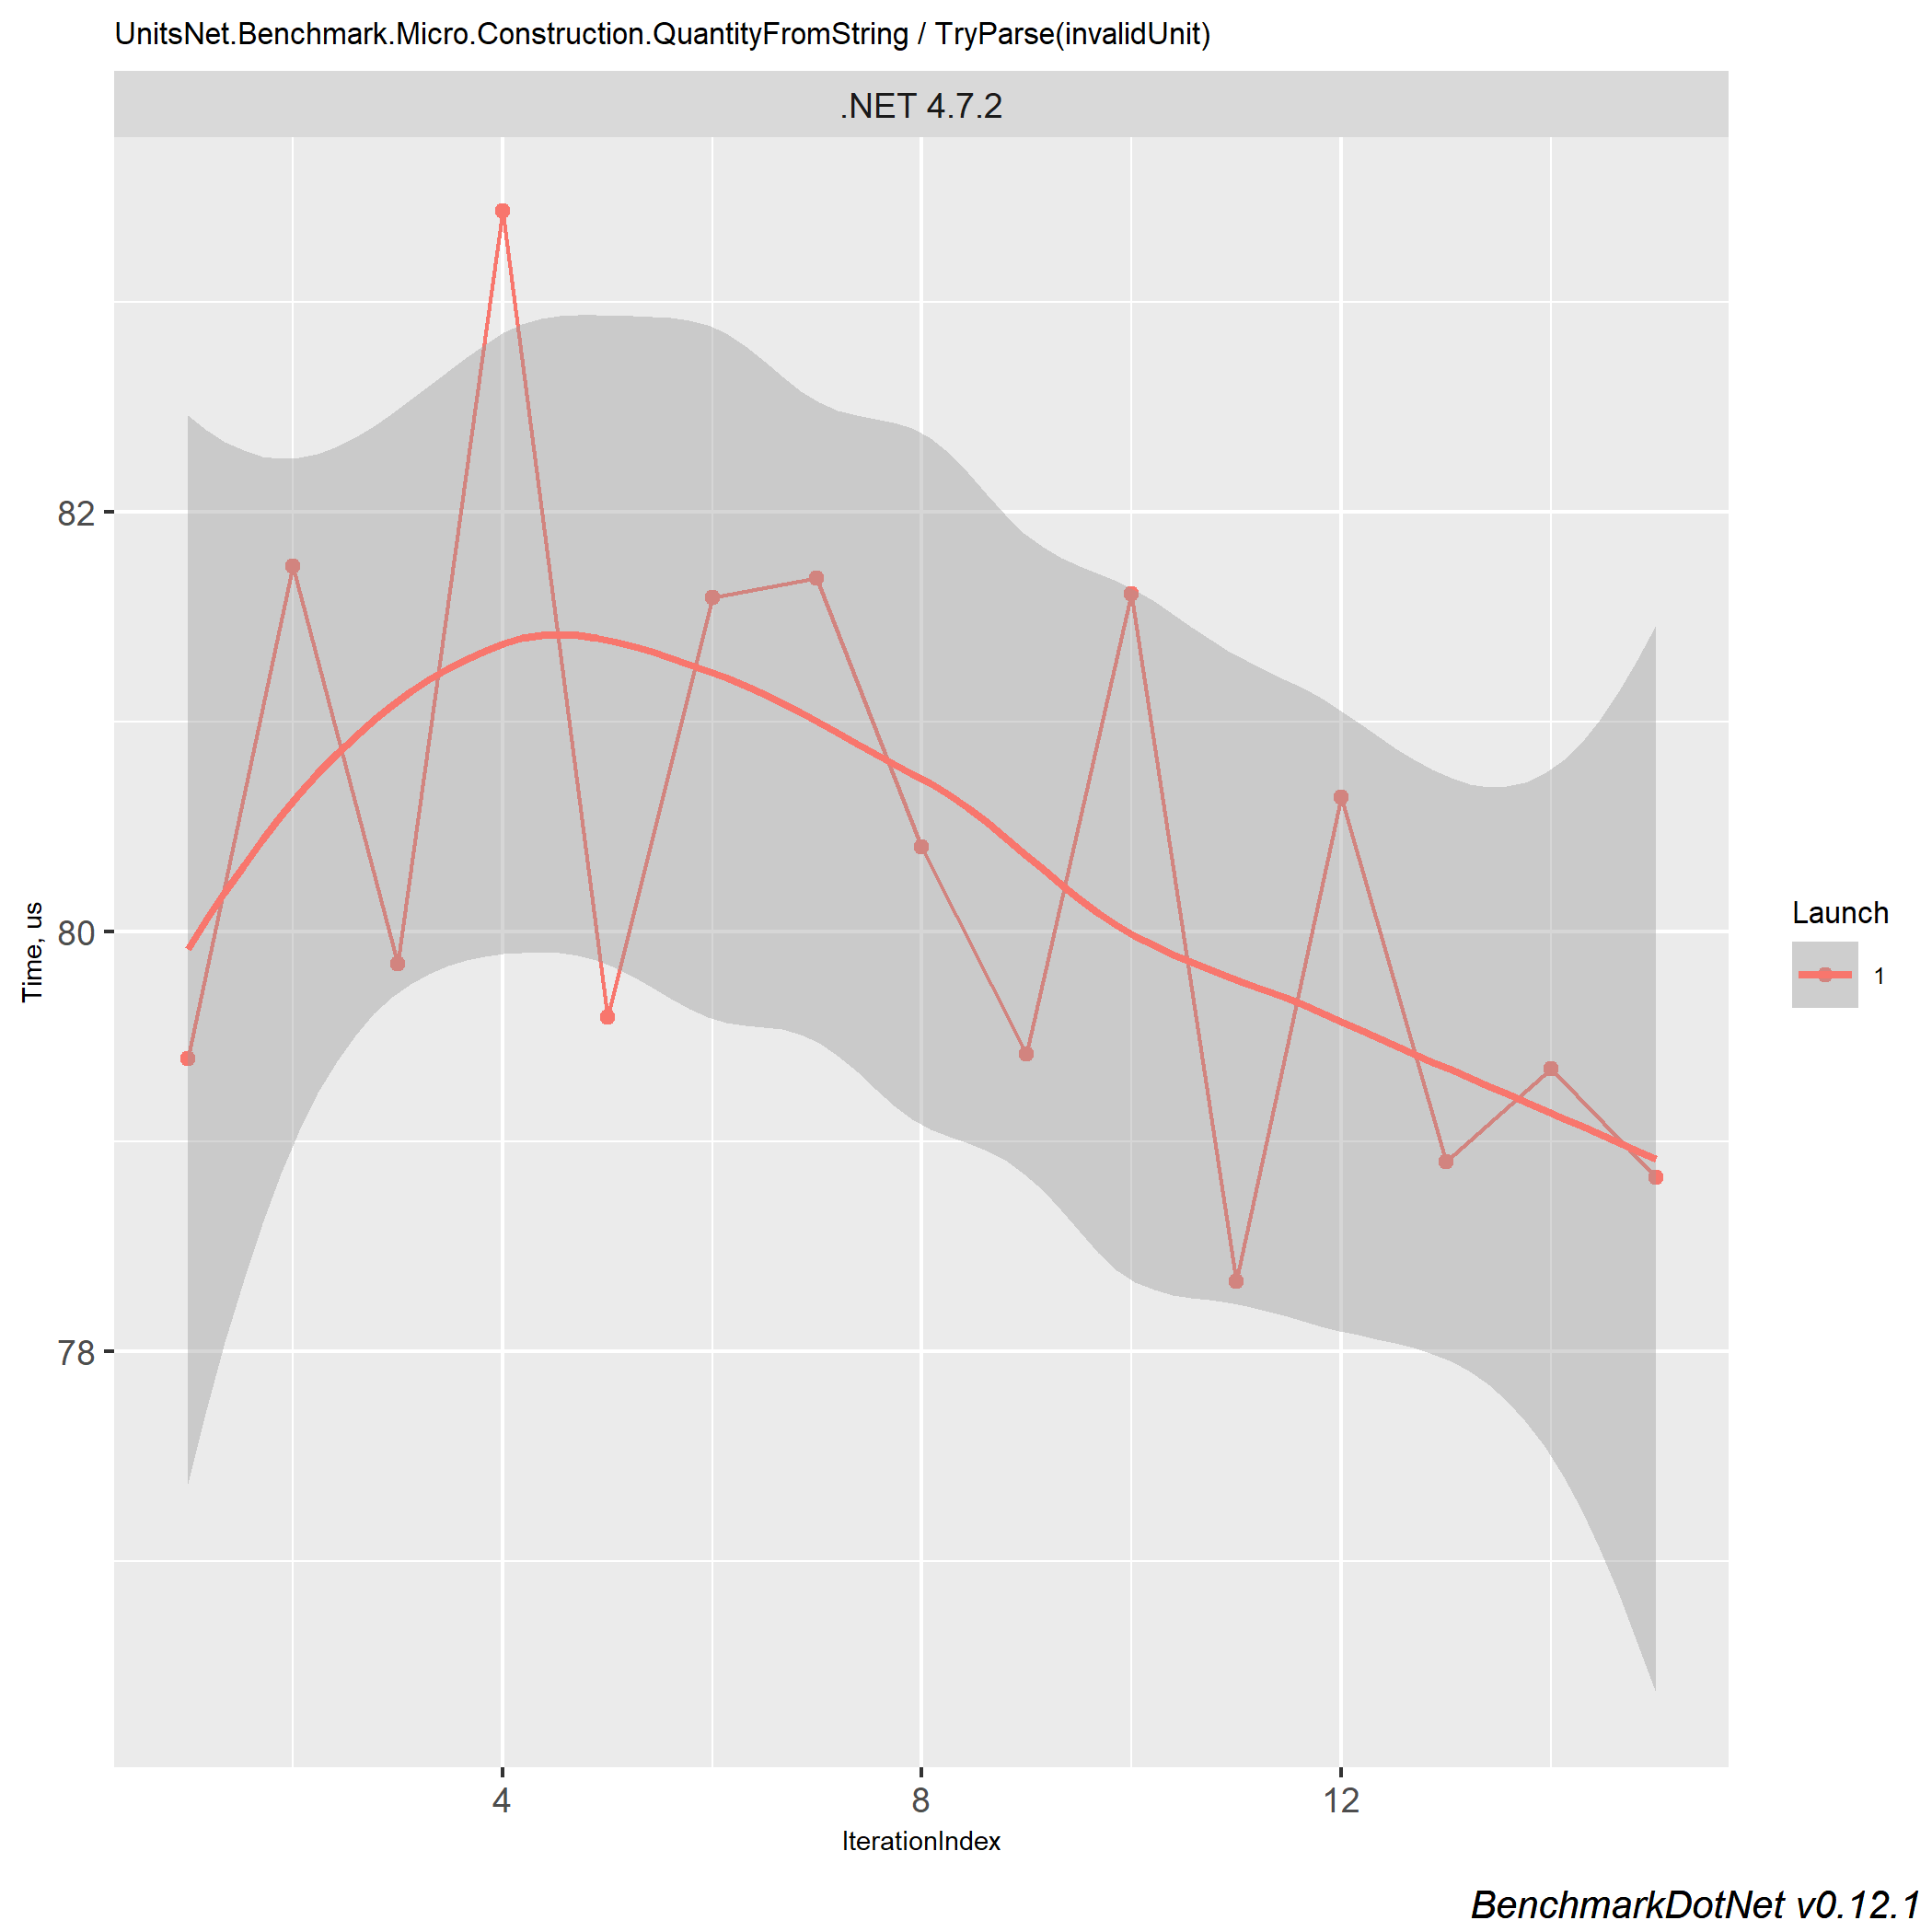 UnitsNet.Benchmark.Micro.Construction.QuantityFromString / TryParse(invalidUnit)
.NET 4.7.2
82
80
78
Time, us
4 8 12
IterationIndex
Launch
1
BenchmarkDotNet v0.12.1